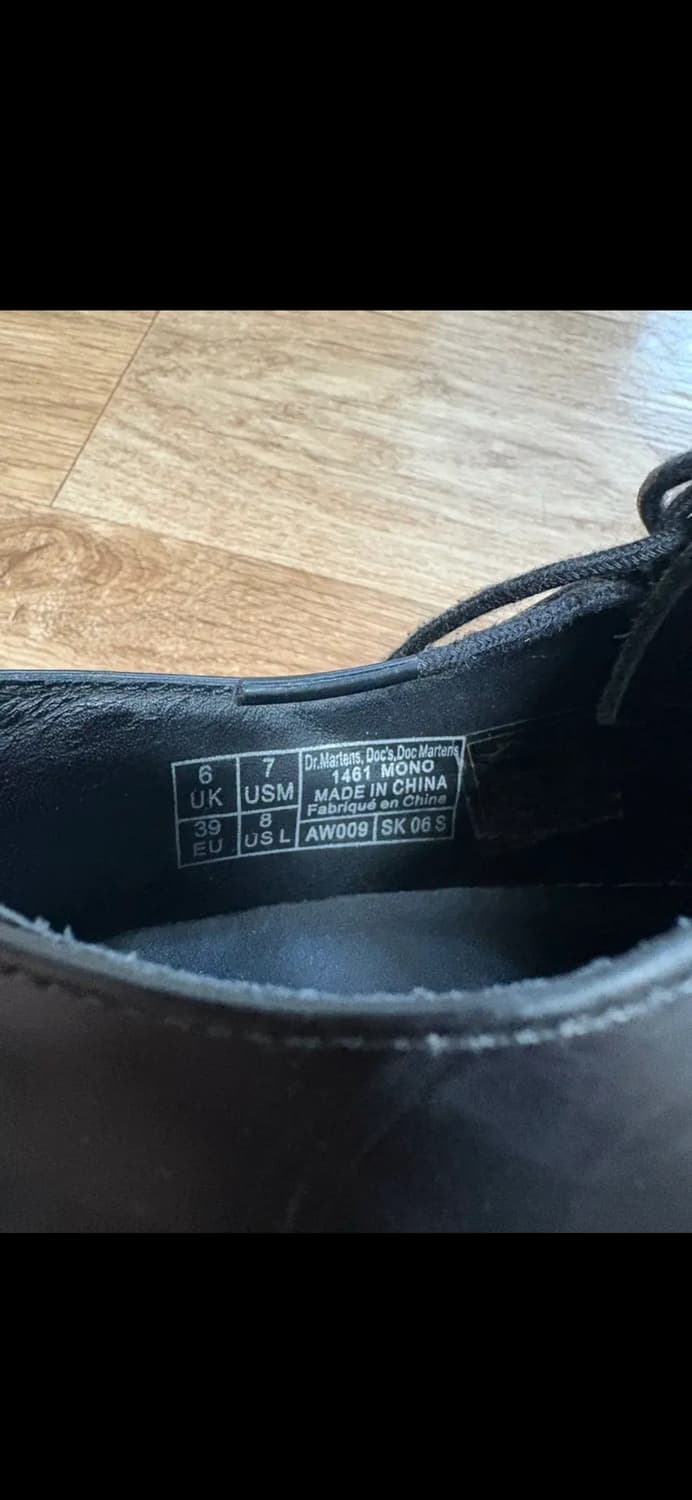 6
UK
7
USM
39
EU
8
US L
Dr.Martens, Doc's,Doc Martens
1461 MONO
MADE IN CHINA
Fabriqué en Chine
AW009
SK 06 S